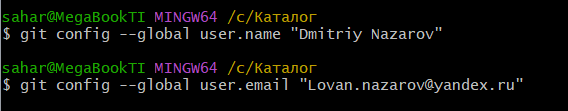 sahar@MegaBookTI MINGW64 /c/Каталог
$ git config --global user.name "Dmitriy Nazarov"
sahar@MegaBookTI MINGW64 /c/Каталог
$ git config --global user.email "Lovan.nazarov@yandex.ru"